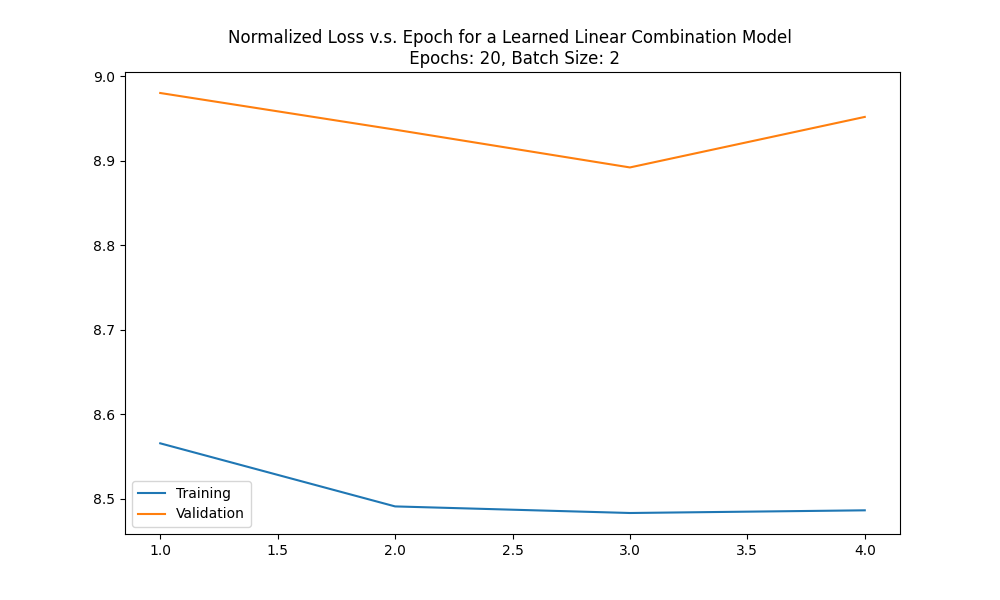 Normalized Loss v.s. Epoch for a Learned Linear Combination Model
Epochs: 20, Batch Size: 2
9.0
8.9
8.8
8.7
8.6
8.5
Training
Validation
1.0 1.5 2.0 2.5 3.0 3.5 4.0